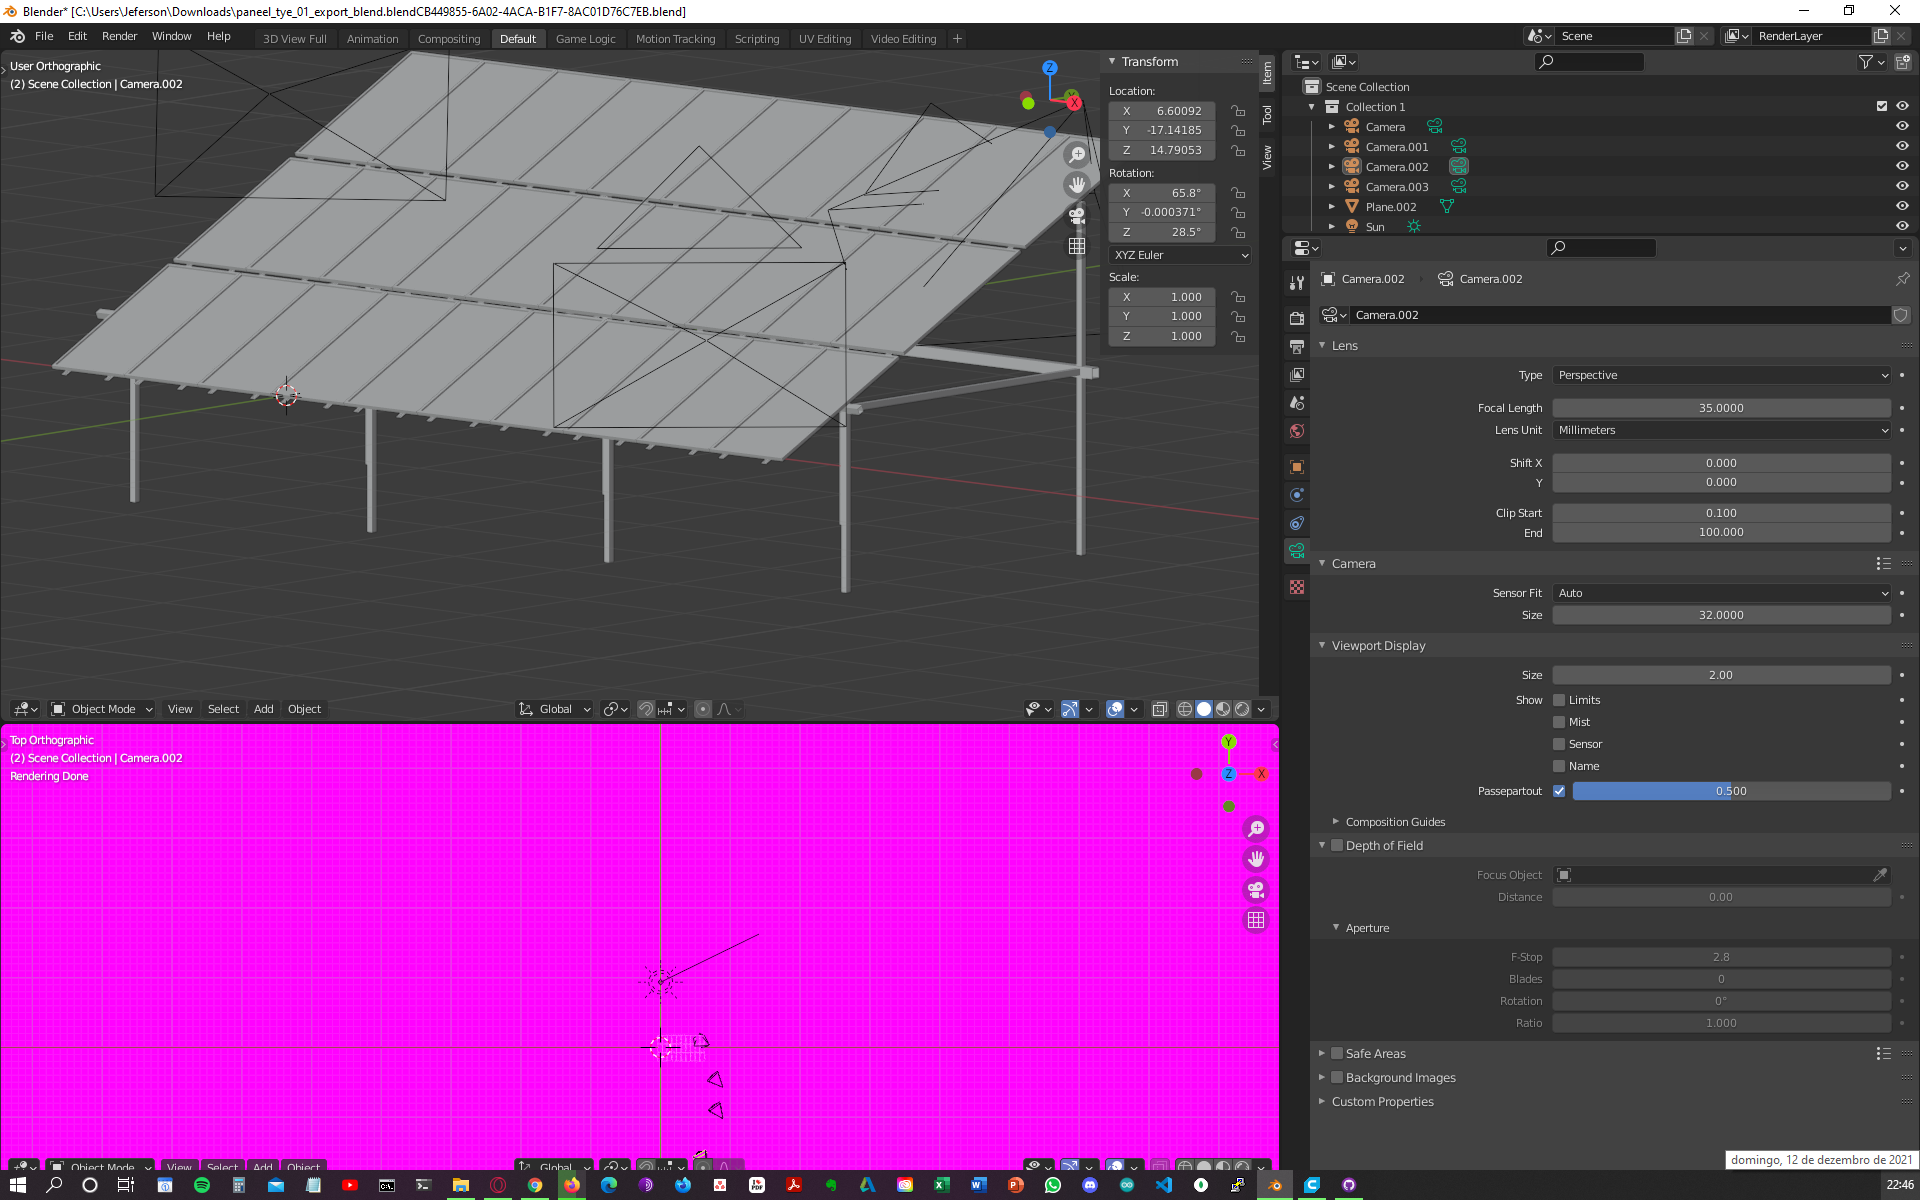 Blender* [C:\Users\Jeferson\Downloads\paneel_tye_01_export_blend.blendCB449855-6A02-4ACA-B1F7-8AC01D76C7EB.blend]
File Edit Render Window Help 3D View Full Animation Compositing Default Game Logic Motion Tracking Scripting UV Editing Video Editing + Scene RenderLayer
User Orthographic
(2) Scene Collection | Camera.002
Z
Y
X
Transform
Location:
X 6.60092
Y -17.14185
Z 14.79053
Rotation:
X 65.8°
Y -0.000371°
Z 28.5°
XYZ Euler
Scale:
X 1.000
Y 1.000
Z 1.000
Item
Tool
View
Object Mode View Select Add Object Global
Top Orthographic
(2) Scene Collection | Camera.002
Rendering Done
Y
Z
X
Object Mode View Select Add Object Global
Scene Collection
Collection 1
Camera
Camera.001
Camera.002
Camera.003
Plane.002
Sun
Camera.002 Camera.002
Camera.002
Lens
Type Perspective
Focal Length 35.0000
Lens Unit Millimeters
Shift X 0.000
Y 0.000
Clip Start 0.100
End 100.000
Camera
Sensor Fit Auto
Size 32.0000
Viewport Display
Size 2.00
Show Limits
Mist
Sensor
Name
Passepartout 0.500
Composition Guides
Depth of Field
Focus Object
Distance 0.00
Aperture
F-Stop 2.8
Blades 0
Rotation 0°
Ratio 1.000
Safe Areas
Background Images
Custom Properties
domingo, 12 de dezembro de 2021
22:46